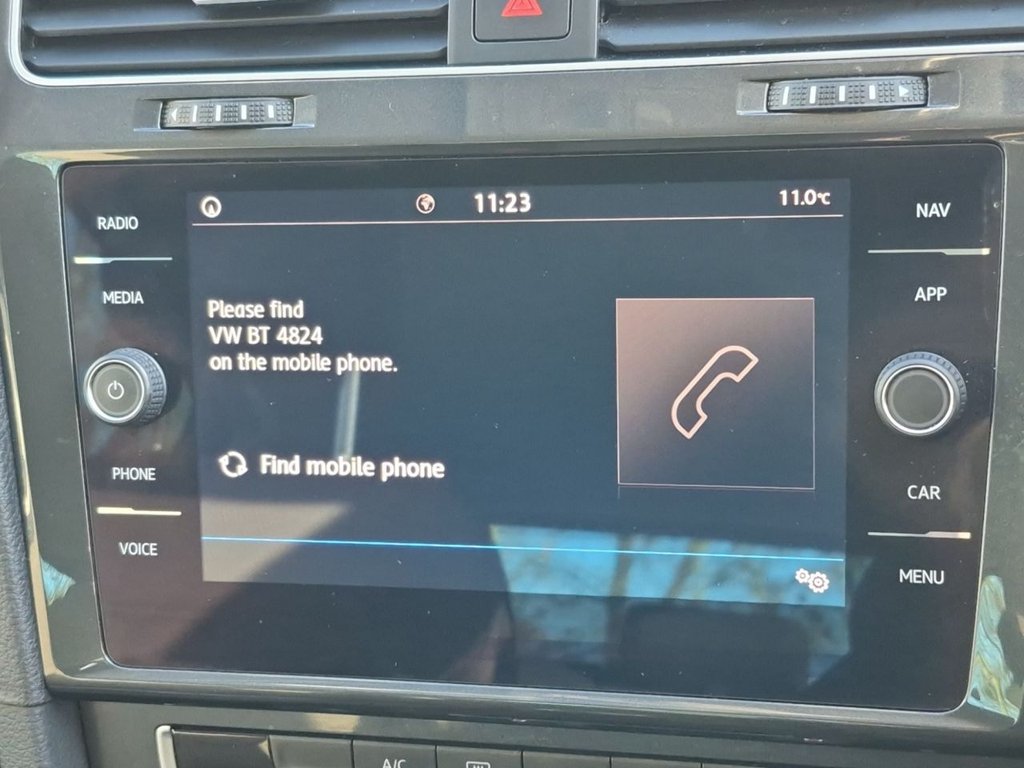 11:23
11.0°C
RADIO
NAV
MEDIA
APP
Please find
VW BT 4824
on the mobile phone.
Find mobile phone
PHONE
CAR
VOICE
MENU
A/C